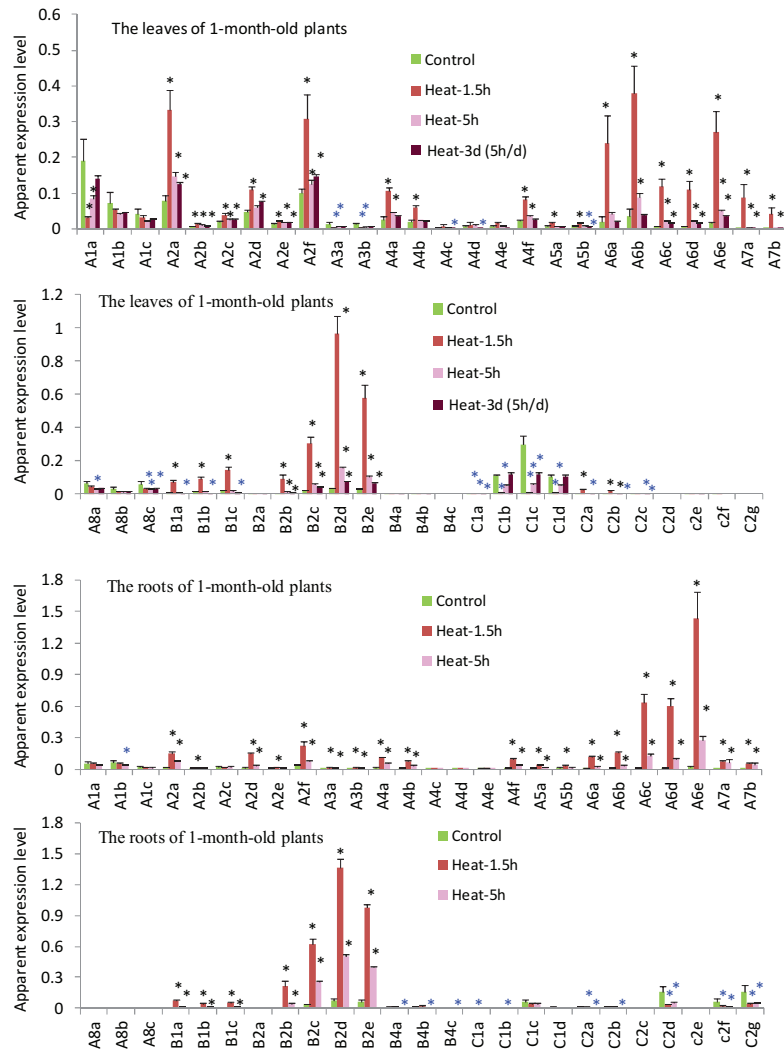 The leaves of 1-month-old plants
Apparent expression level
0.6
0.5
0.4
0.3
0.2
0.1
0
Control
Heat-1.5h
Heat-5h
Heat-3d (5h/d)
A1a A1b A1c A2a A2b A2c A2d A2e A2f A3a A3b A4a A4b A4c A4d A4e A4f A5a A5b A6a A6b A6c A6d A6e A7a A7b
The leaves of 1-month-old plants
Apparent expression level
1.2
1
0.8
0.6
0.4
0.2
0
Control
Heat-1.5h
Heat-5h
Heat-3d (5h/d)
A8a A8b A8c B1a B1b B1c B2a B2b B2c B2d B2e B4a B4b B4c C1a C1b C1c C1d C2a C2b C2c C2d c2e c2f C2g
The roots of 1-month-old plants
Apparent expression level
1.8
1.5
1.2
0.9
0.6
0.3
0
Control
Heat-1.5h
Heat-5h
A1a A1b A1c A2a A2b A2c A2d A2e A2f A3a A3b A4a A4b A4c A4d A4e A4f A5a A5b A6a A6b A6c A6d A6e A7a A7b
The roots of 1-month-old plants
Apparent expression level
1.8
1.5
1.2
0.9
0.6
0.3
0
Control
Heat-1.5h
Heat-5h
A8a A8b A8c B1a B1b B1c B2a B2b B2c B2d B2e B4a B4b B4c C1a C1b C1c C1d C2a C2b C2c C2d c2e c2f C2g